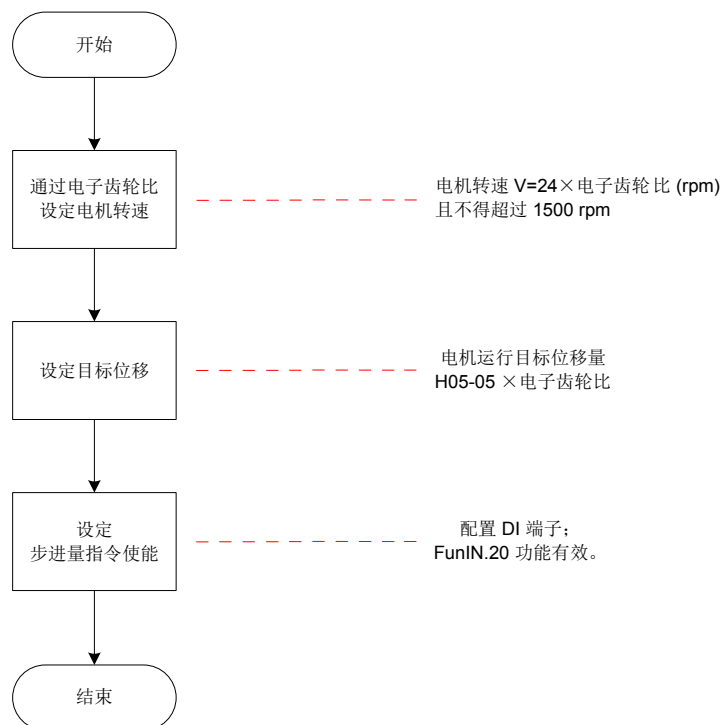 开始
通过电子齿轮比
设定电机转速
电机转速 V=24×电子齿轮比 (rpm)
且不得超过 1500 rpm
设定目标位移
电机运行目标位移量
H05-05 ×电子齿轮比
设定
步进量指令使能
配置 DI 端子；
FunIN.20 功能有效。
结束